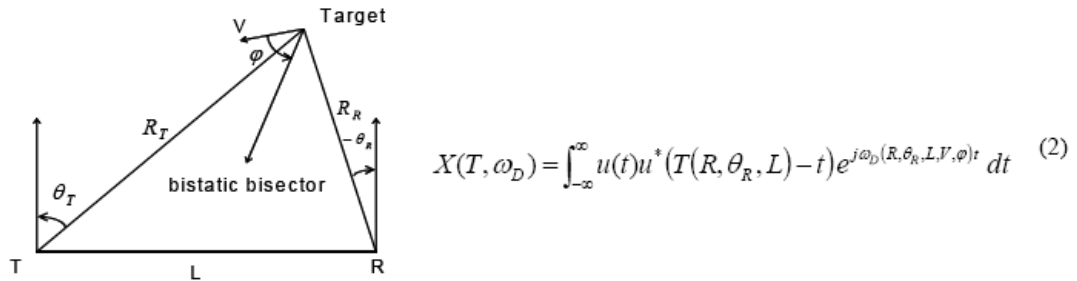 Target
V
φ
R_R
R_T
-θ_R
X(T,ω_D)=∫_{-∞}^{∞} u(t)u*(T(R,θ_R,L)-t)e^{jω_D(R,θ_R,L,V,φ)t} dt (2)
bistatic bisector
θ_T
T L R